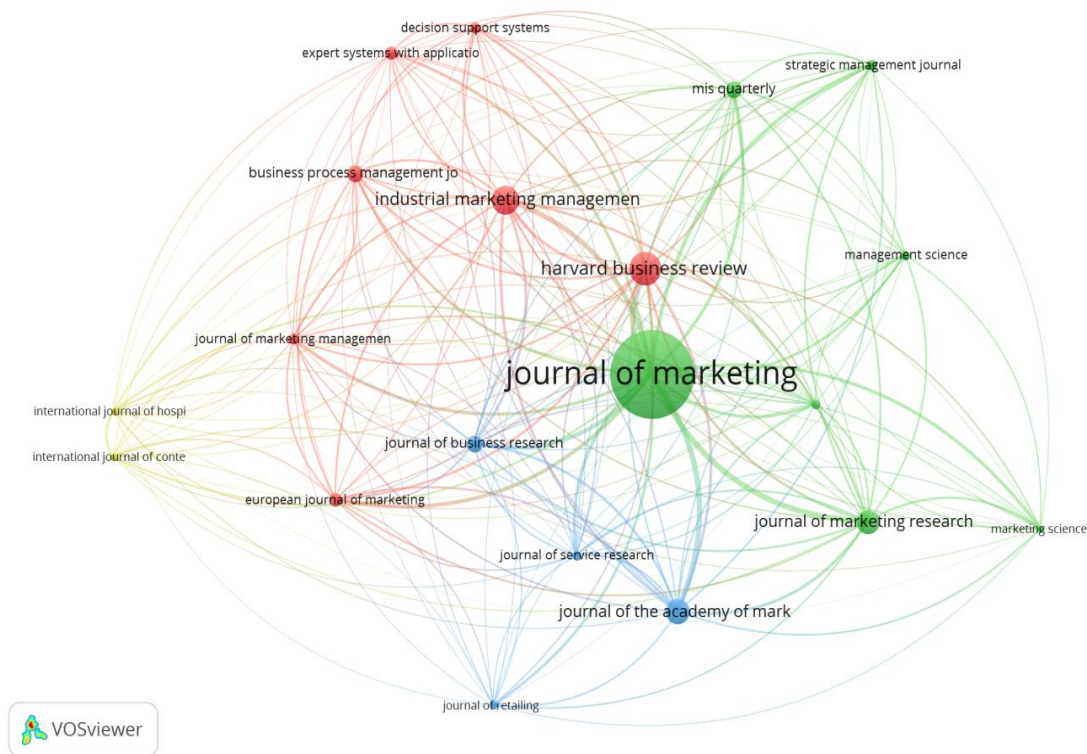 decision support systems
expert systems with applicatio
strategic management journal
mis quarterly
business process management jo
industrial marketing managemen
management science
harvard business review
journal of marketing managemen
journal of marketing
international journal of hospi
journal of business research
international journal of conte
european journal of marketing
journal of marketing research
marketing science
journal of service research
journal of the academy of mark
journal of retailing
VOSviewer